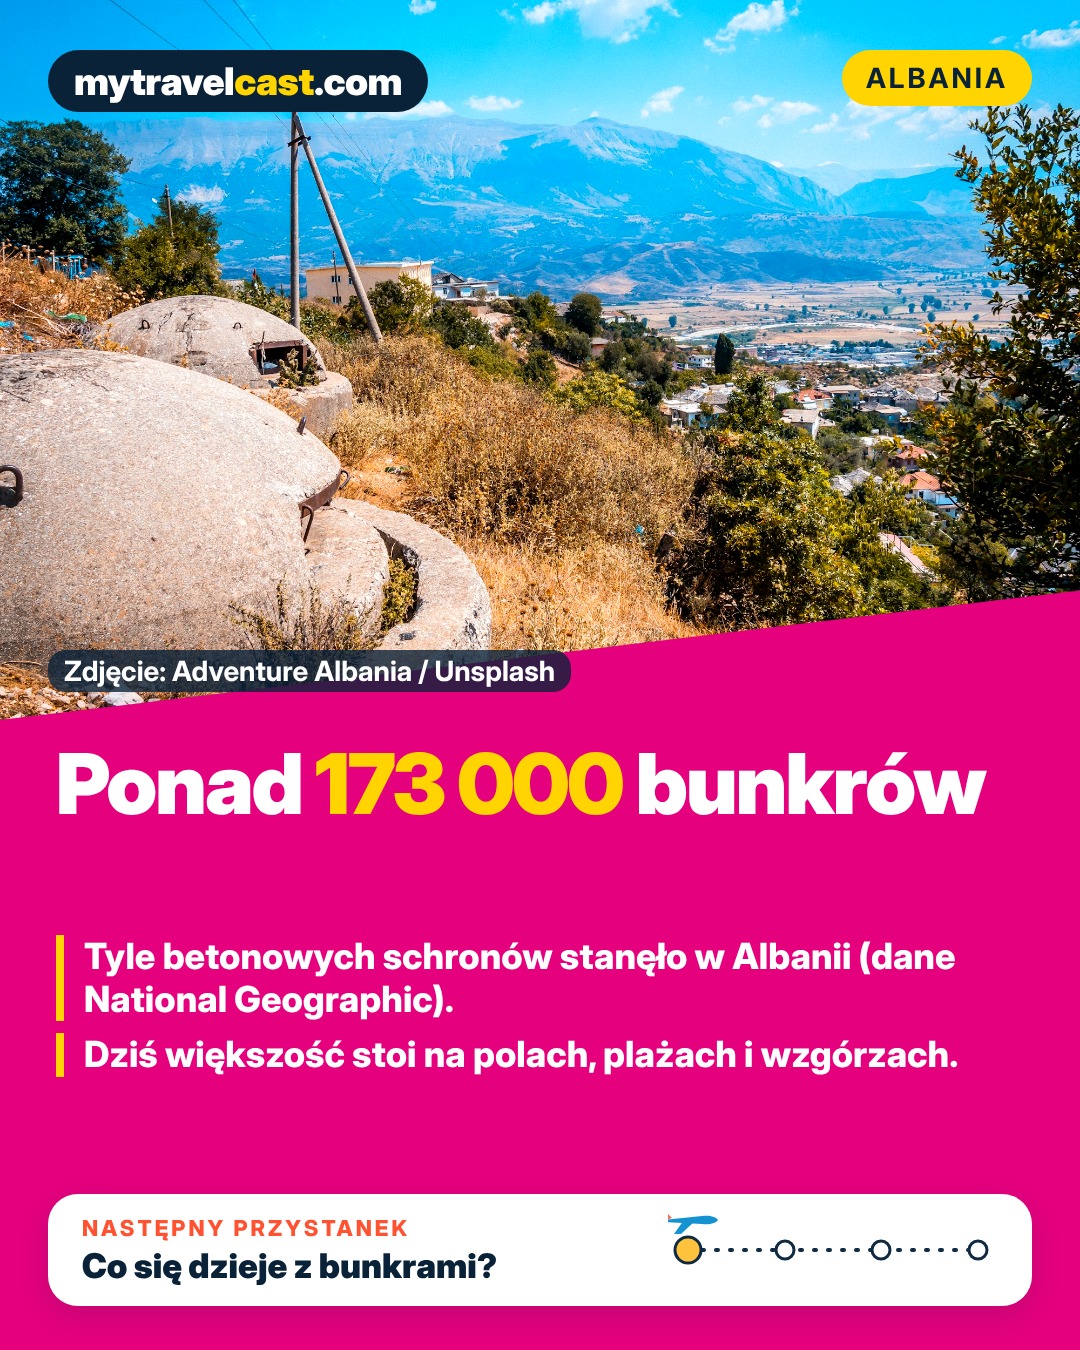 mytravelcast.com
ALBANIA
Zdjęcie: Adventure Albania / Unsplash
Ponad 173 000 bunkrów
Tyle betonowych schronów stanęło w Albanii (dane
National Geographic).
Dziś większość stoi na polach, plażach i wzgórzach.
NASTĘPNY PRZYSTANEK
Co się dzieje z bunkrami?